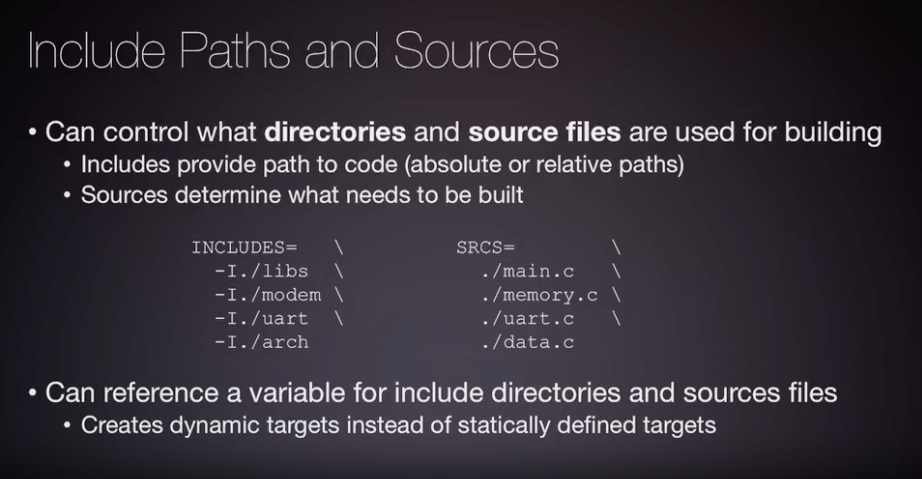 Include Paths and Sources
• Can control what directories and source files are used for building
• Includes provide path to code (absolute or relative paths)
• Sources determine what needs to be built
INCLUDES= \
-I./libs \
-I./modem \
-I./uart \
-I./arch
SRCS= \
./main.c \
./memory.c \
./uart.c \
./data.c
• Can reference a variable for include directories and sources files
• Creates dynamic targets instead of statically defined targets